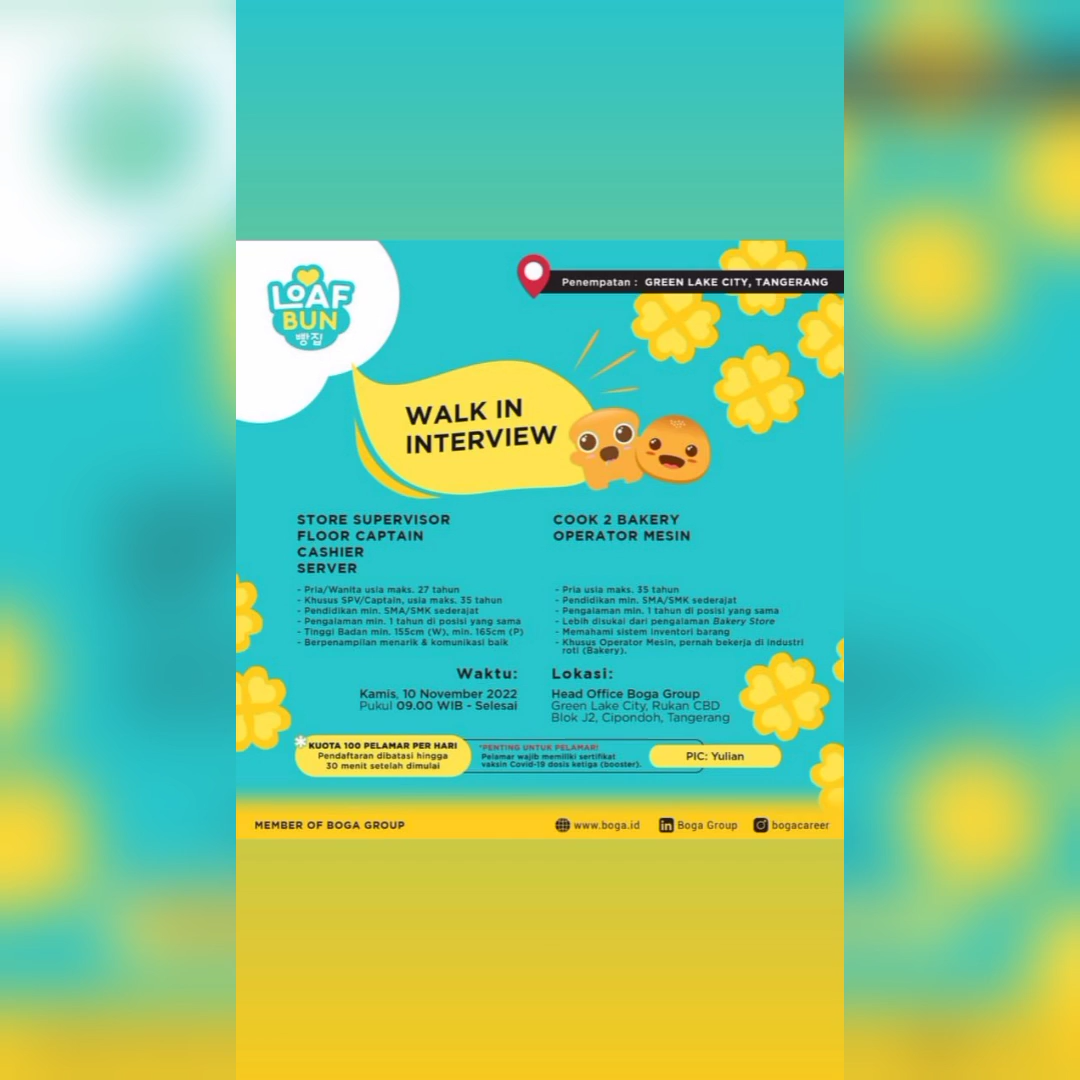 LOAF
BUN
빵집
Penempatan : GREEN LAKE CITY, TANGERANG
WALK IN
INTERVIEW
STORE SUPERVISOR
FLOOR CAPTAIN
CASHIER
SERVER
- Pria/Wanita usia maks. 27 tahun
- Khusus SPV/Captain, usia maks. 35 tahun
- Pendidikan min. SMA/SMK sederajat
- Pengalaman min. 1 tahun di posisi yang sama
- Tinggi Badan min. 155cm (W), min. 165cm (P)
- Berpenampilan menarik & komunikasi baik
COOK 2 BAKERY
OPERATOR MESIN
- Pria usia maks. 35 tahun
- Pendidikan min. SMA/SMK sederajat
- Pengalaman min. 1 tahun di posisi yang sama
- Lebih disukai dari pengalaman Bakery Store
- Memahami sistem inventori barang
- Khusus Operator Mesin, pernah bekerja di industri
roti (Bakery).
Waktu:
Kamis, 10 November 2022
Pukul 09.00 WIB - Selesai
Lokasi:
Head Office Boga Group
Green Lake City, Rukan CBD
Blok J2, Cipondoh, Tangerang
*KUOTA 100 PELAMAR PER HARI
Pendaftaran dibatasi hingga
30 menit setelah dimulai
*PENTING UNTUK PELAMAR!
Pelamar wajib memiliki sertifikat
vaksin Covid-19 dosis ketiga (booster).
PIC: Yulian
MEMBER OF BOGA GROUP
www.boga.id
in Boga Group
bogacareer